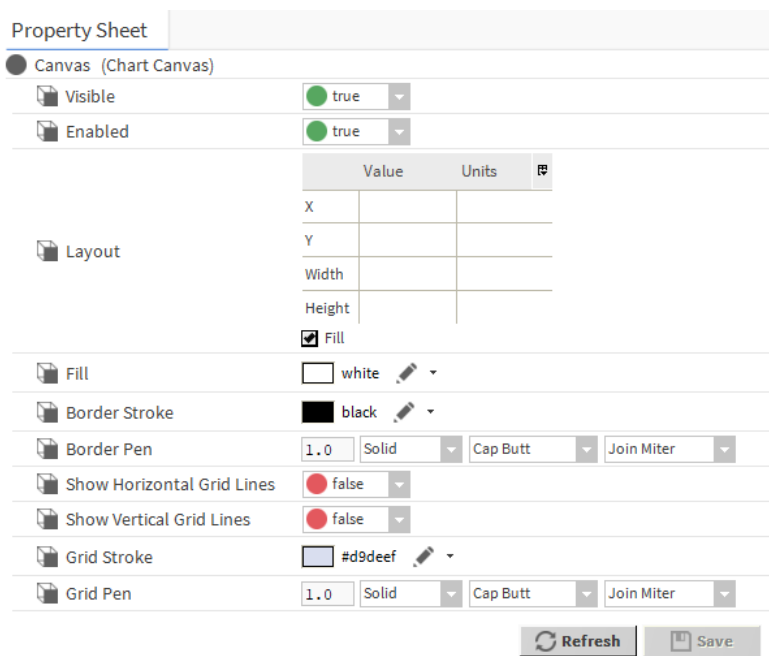 Property Sheet
Canvas (Chart Canvas)
Visible true
Enabled true
Value Units
X
Y
Layout
Width
Height
Fill
Fill white
Border Stroke black
Border Pen 1.0 Solid Cap Butt Join Miter
Show Horizontal Grid Lines false
Show Vertical Grid Lines false
Grid Stroke #d9deef
Grid Pen 1.0 Solid Cap Butt Join Miter
Refresh Save